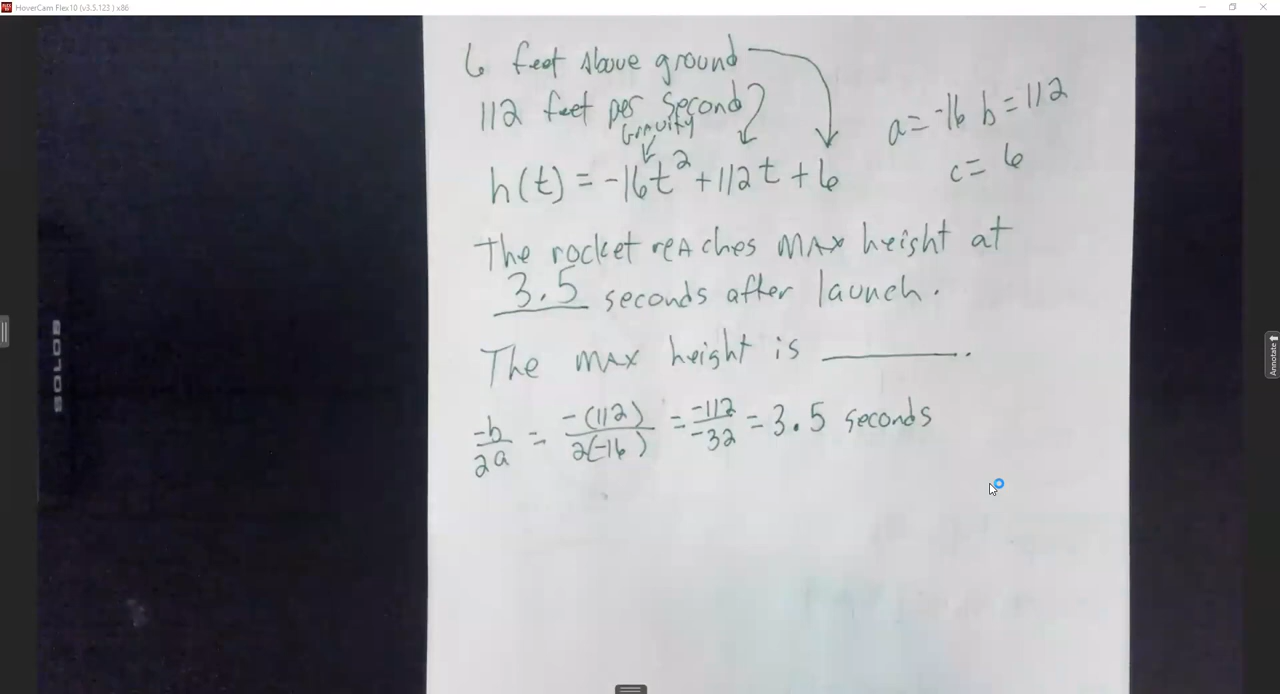 HoverCam Flex10 (v3.5.123) x86
6 feet above ground
112 feet per second
Gravity
a = -16 b = 112
c = 6
h(t) = -16t² + 112t + 6
The rocket reaches max height at
3.5 seconds after launch.
The max height is ________.
-b/2a = -(112)/2(-16) = -112/-32 = 3.5 seconds
SOLO8
Annotate